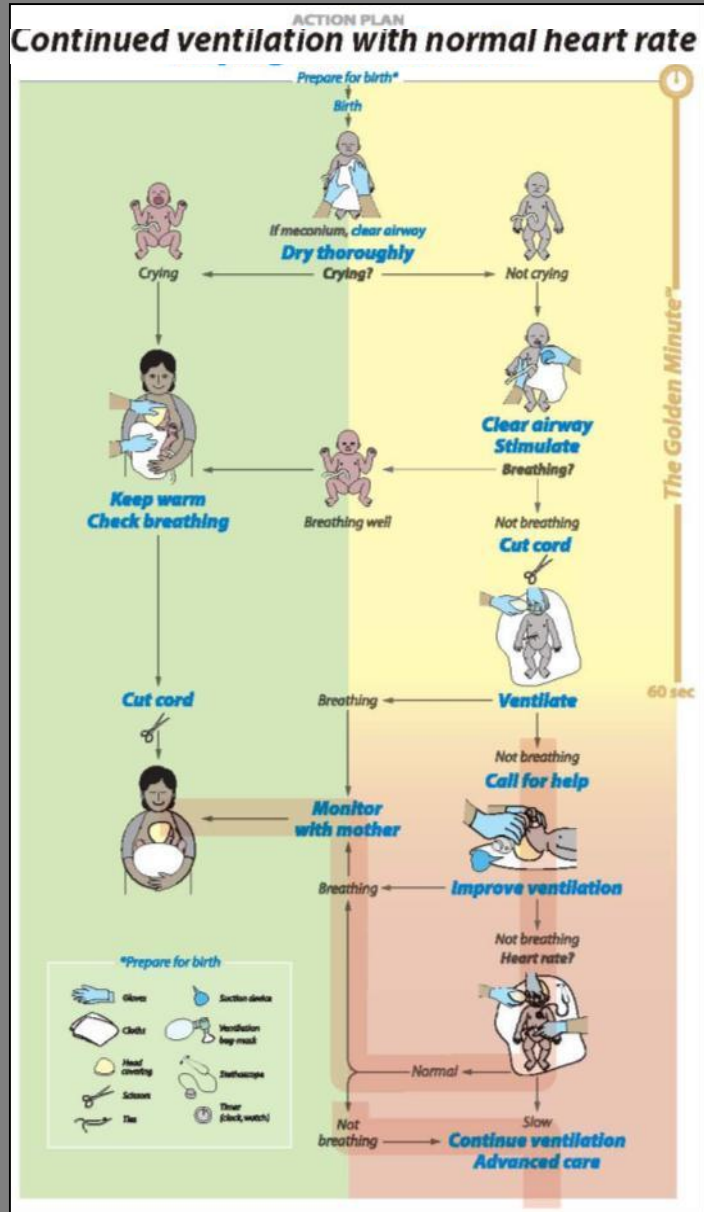 ACTION PLAN
Continued ventilation with normal heart rate
Prepare for birth*
Birth
If meconium, clear airway
Dry thoroughly
Crying
Crying?
Not crying
Clear airway
Stimulate
Breathing?
Keep warm
Check breathing
Breathing well
Not breathing
Cut cord
The Golden Minute
60 sec
Cut cord
Breathing
Ventilate
Not breathing
Call for help
Monitor
with mother
Breathing
Improve ventilation
Not breathing
Heart rate?
Normal
Slow
Not
breathing
Continue ventilation
Advanced care
*Prepare for birth
Gloves
Suction device
Cloths
Ventilation
bag-mask
Head
covering
Stethoscope
Scissors
Ties
Timer
(clock, watch)